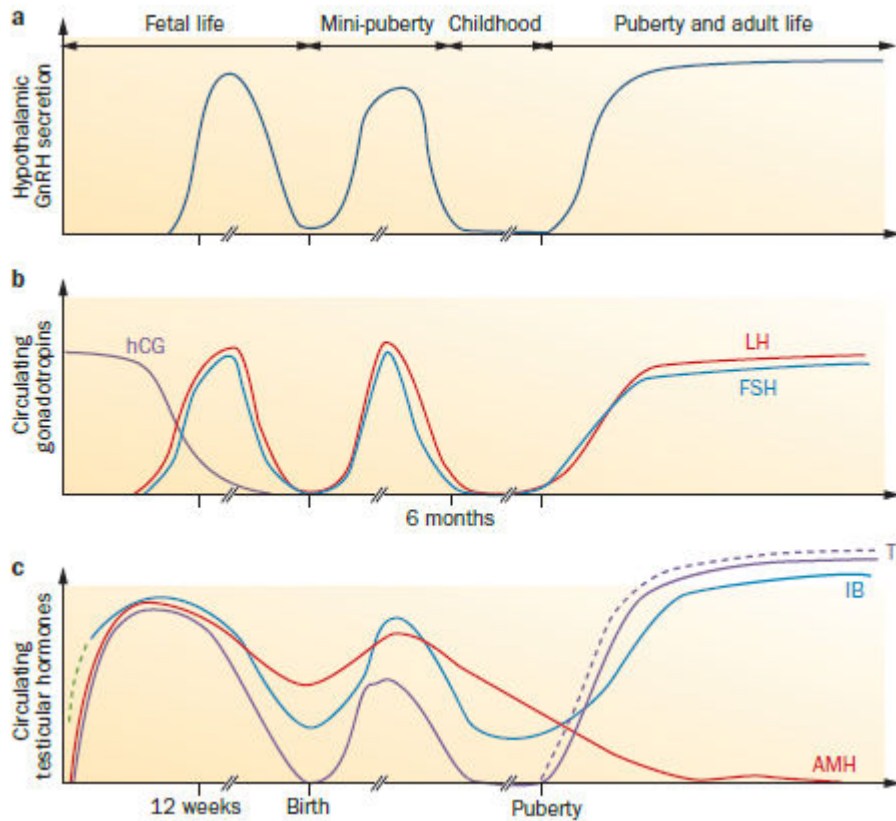 a
Fetal life Mini-puberty Childhood Puberty and adult life
Hypothalamic
GnRH secretion
b
hCG
LH
FSH
Circulating
gonadotropins
6 months
c
T
IB
AMH
Circulating
testicular hormones
12 weeks Birth Puberty